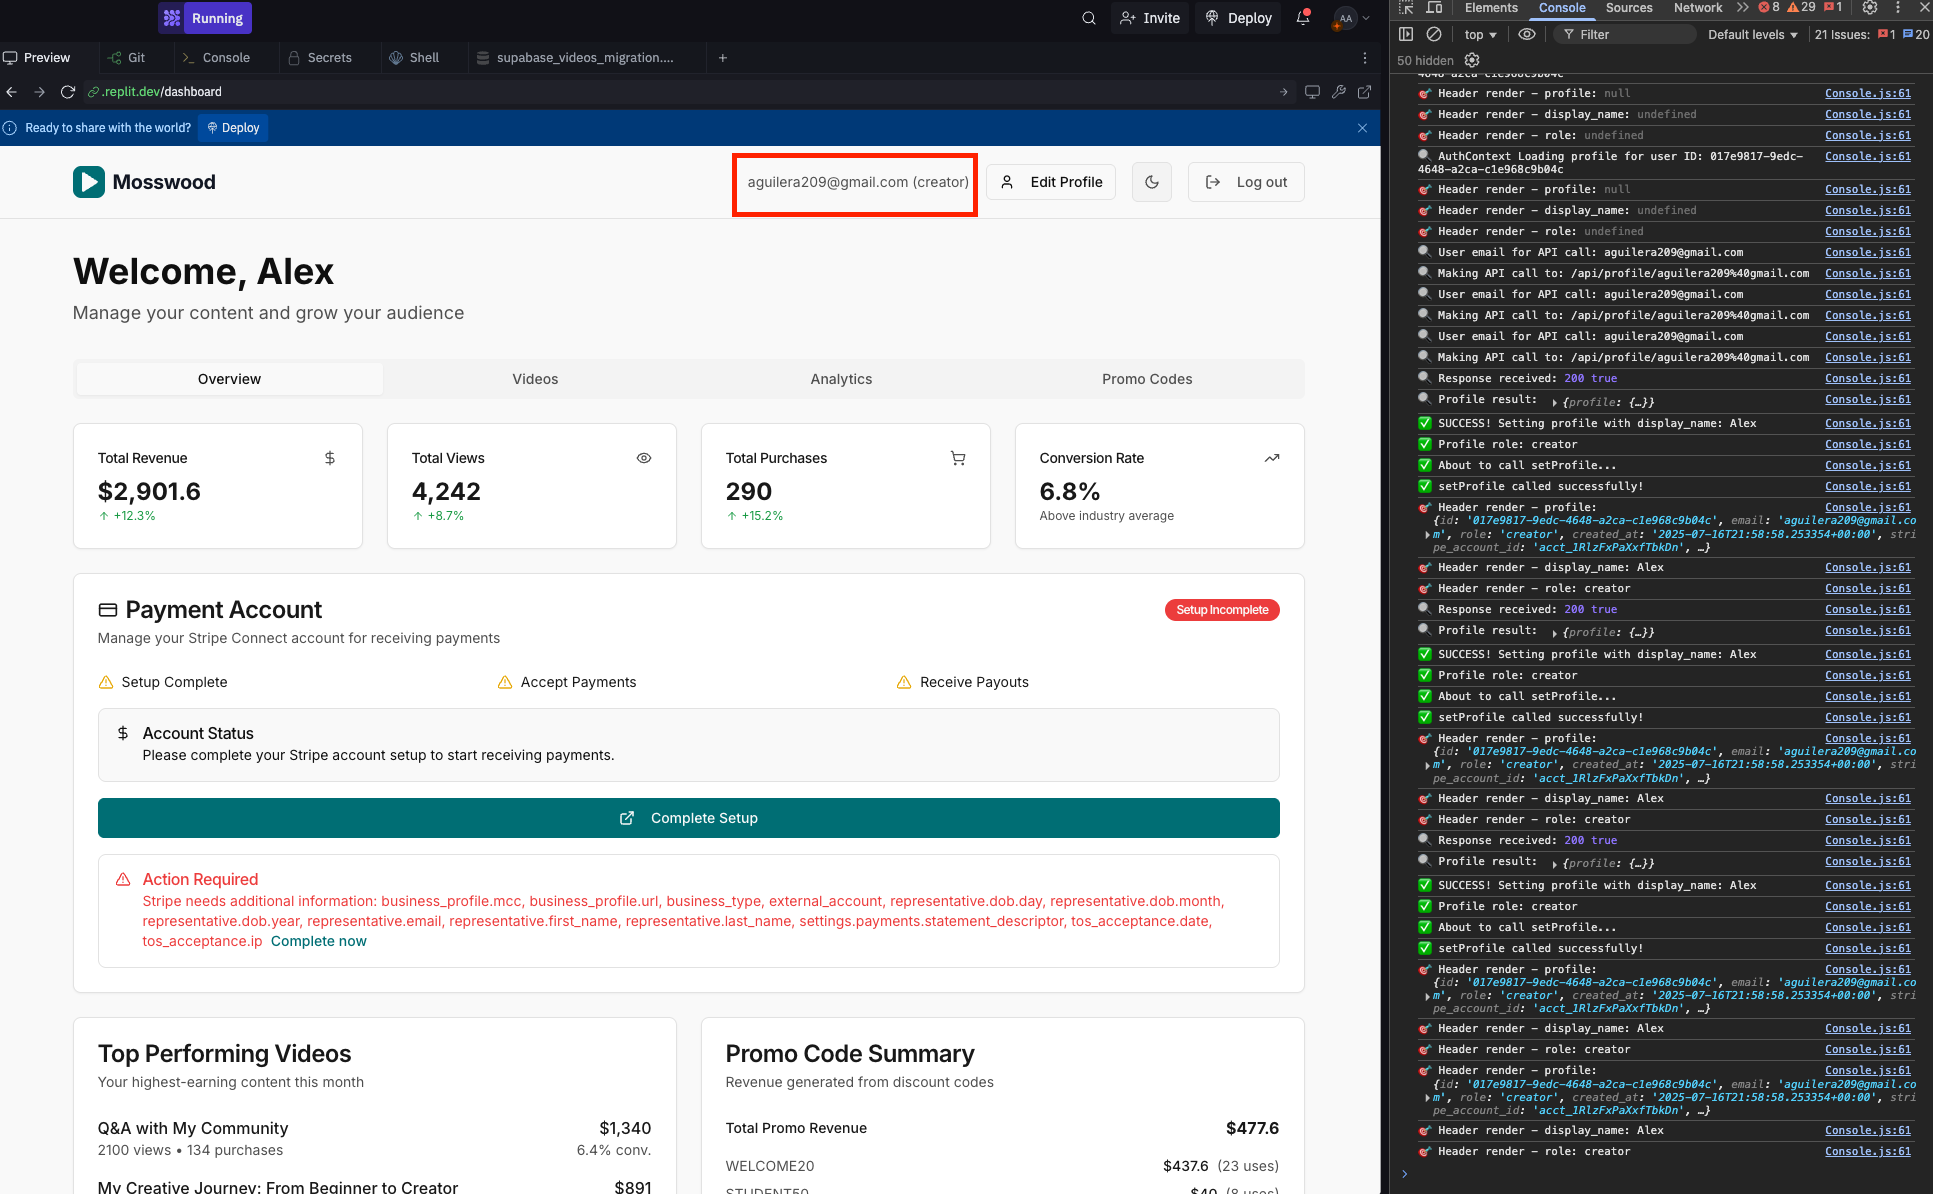 Running
Invite
Deploy
AA
Preview
Git
Console
Secrets
Shell
supabase_videos_migration....
.replit.dev/dashboard
Ready to share with the world?
Deploy
Mosswood
aguilera209@gmail.com (creator)
Edit Profile
Log out
Welcome, Alex
Manage your content and grow your audience
Overview
Videos
Analytics
Promo Codes
Total Revenue
$2,901.6
+12.3%
Total Views
4,242
+8.7%
Total Purchases
290
+15.2%
Conversion Rate
6.8%
Above industry average
Payment Account
Setup Incomplete
Manage your Stripe Connect account for receiving payments
Setup Complete
Accept Payments
Receive Payouts
Account Status
Please complete your Stripe account setup to start receiving payments.
Complete Setup
Action Required
Stripe needs additional information: business_profile.mcc, business_profile.url, business_type, external_account, representative.dob.day, representative.dob.month,
representative.dob.year, representative.email, representative.first_name, representative.last_name, settings.payments.statement_descriptor, tos_acceptance.date,
tos_acceptance.ip Complete now
Top Performing Videos
Your highest-earning content this month
Q&A with My Community
$1,340
2100 views • 134 purchases
6.4% conv.
My Creative Journey: From Beginner to Creator
$891
Promo Code Summary
Revenue generated from discount codes
Total Promo Revenue
$477.6
WELCOME20
$437.6 (23 uses)
STUDENT50
$40 (8 uses)
Elements
Console
Sources
Network
8
29
1
top
Filter
Default levels
21 Issues:
1
20
50 hidden
4648-a2ca-c1e968c9b04c
Header render – profile: null Console.js:61
Header render – display_name: undefined Console.js:61
Header render – role: undefined Console.js:61
AuthContext Loading profile for user ID: 017e9817-9edc- Console.js:61
4648-a2ca-c1e968c9b04c
Header render – profile: null Console.js:61
Header render – display_name: undefined Console.js:61
Header render – role: undefined Console.js:61
User email for API call: aguilera209@gmail.com Console.js:61
Making API call to: /api/profile/aguilera209%40gmail.com Console.js:61
User email for API call: aguilera209@gmail.com Console.js:61
Making API call to: /api/profile/aguilera209%40gmail.com Console.js:61
User email for API call: aguilera209@gmail.com Console.js:61
Making API call to: /api/profile/aguilera209%40gmail.com Console.js:61
Response received: 200 true Console.js:61
Profile result: {profile: {…}} Console.js:61
SUCCESS! Setting profile with display_name: Alex Console.js:61
Profile role: creator Console.js:61
About to call setProfile... Console.js:61
setProfile called successfully! Console.js:61
Header render – profile: Console.js:61
{id: '017e9817-9edc-4648-a2ca-c1e968c9b04c', email: 'aguilera209@gmail.co
m', role: 'creator', created_at: '2025-07-16T21:58:58.253354+00:00', stri
pe_account_id: 'acct_1RlzFxPaXxfTbkDn', …}
Header render – display_name: Alex Console.js:61
Header render – role: creator Console.js:61
Response received: 200 true Console.js:61
Profile result: {profile: {…}} Console.js:61
SUCCESS! Setting profile with display_name: Alex Console.js:61
Profile role: creator Console.js:61
About to call setProfile... Console.js:61
setProfile called successfully! Console.js:61
Header render – profile: Console.js:61
{id: '017e9817-9edc-4648-a2ca-c1e968c9b04c', email: 'aguilera209@gmail.co
m', role: 'creator', created_at: '2025-07-16T21:58:58.253354+00:00', stri
pe_account_id: 'acct_1RlzFxPaXxfTbkDn', …}
Header render – display_name: Alex Console.js:61
Header render – role: creator Console.js:61
Response received: 200 true Console.js:61
Profile result: {profile: {…}} Console.js:61
SUCCESS! Setting profile with display_name: Alex Console.js:61
Profile role: creator Console.js:61
About to call setProfile... Console.js:61
setProfile called successfully! Console.js:61
Header render – profile: Console.js:61
{id: '017e9817-9edc-4648-a2ca-c1e968c9b04c', email: 'aguilera209@gmail.co
m', role: 'creator', created_at: '2025-07-16T21:58:58.253354+00:00', stri
pe_account_id: 'acct_1RlzFxPaXxfTbkDn', …}
Header render – display_name: Alex Console.js:61
Header render – role: creator Console.js:61
Header render – profile: Console.js:61
{id: '017e9817-9edc-4648-a2ca-c1e968c9b04c', email: 'aguilera209@gmail.co
m', role: 'creator', created_at: '2025-07-16T21:58:58.253354+00:00', stri
pe_account_id: 'acct_1RlzFxPaXxfTbkDn', …}
Header render – display_name: Alex Console.js:61
Header render – role: creator Console.js:61